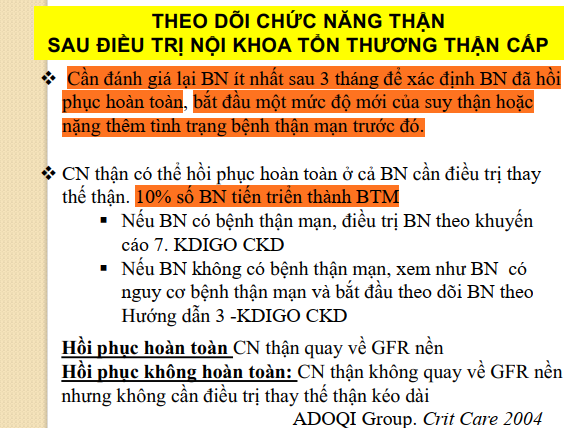 THEO DÕI CHỨC NĂNG THẬN
SAU ĐIỀU TRỊ NỘI KHOA TỔN THƯƠNG THẬN CẤP
❖ Cần đánh giá lại BN ít nhất sau 3 tháng để xác định BN đã hồi
phục hoàn toàn, bắt đầu một mức độ mới của suy thận hoặc
nặng thêm tình trạng bệnh thận mạn trước đó.
❖ CN thận có thể hồi phục hoàn toàn ở cả BN cần điều trị thay
thế thận. 10% số BN tiến triển thành BTM
▪ Nếu BN có bệnh thận mạn, điều trị BN theo khuyến
cáo 7. KDIGO CKD
▪ Nếu BN không có bệnh thận mạn, xem như BN có
nguy cơ bệnh thận mạn và bắt đầu theo dõi BN theo
Hướng dẫn 3 -KDIGO CKD
Hồi phục hoàn toàn CN thận quay về GFR nền
Hồi phục không hoàn toàn: CN thận không quay về GFR nền
nhưng không cần điều trị thay thế thận kéo dài
ADOQI Group. Crit Care 2004